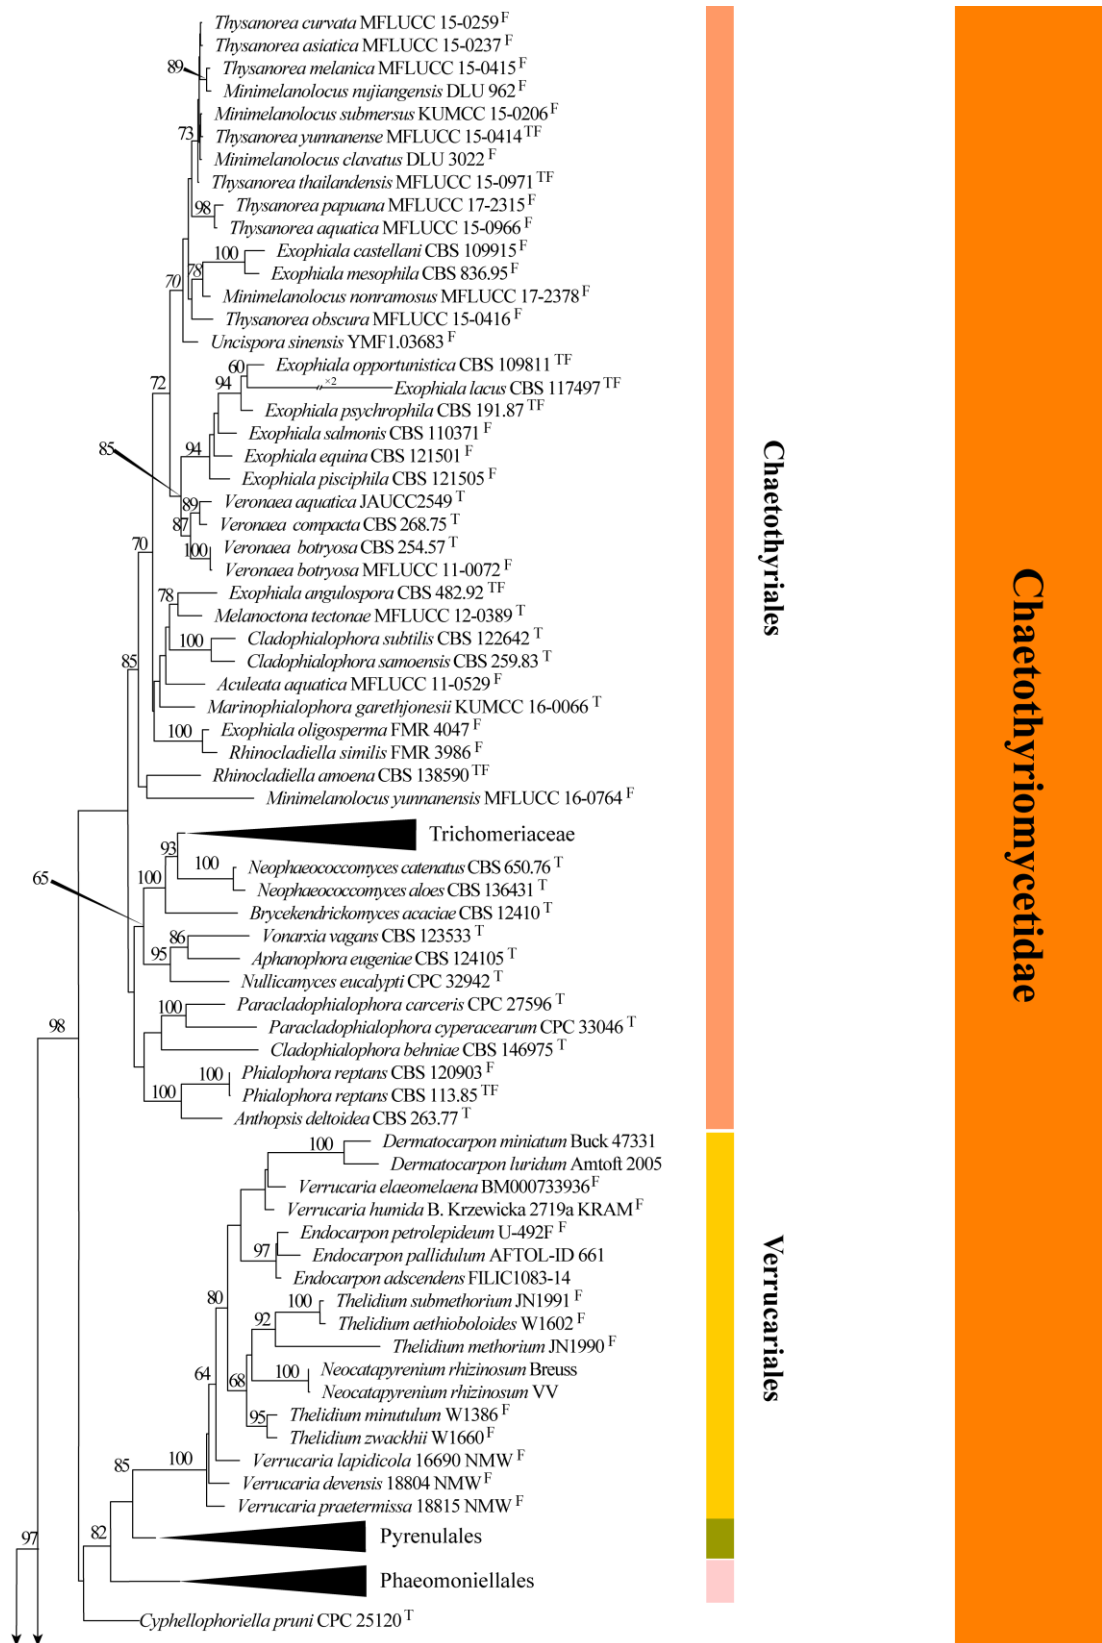 Thysanorea curvata MFLUCC 15-0259 F
Thysanorea asiatica MFLUCC 15-0237 F
89
Thysanorea melanica MFLUCC 15-0415 F
Minimelanolocus nujiangensis DLU 962 F
Minimelanolocus submersus KUMCC 15-0206 F
73
Thysanorea yunnanense MFLUCC 15-0414 TF
Minimelanolocus clavatus DLU 3022 F
Thysanorea thailandensis MFLUCC 15-0971 TF
98
Thysanorea papuana MFLUCC 17-2315 F
Thysanorea aquatica MFLUCC 15-0966 F
100
Exophiala castellani CBS 109915 F
78
Exophiala mesophila CBS 836.95 F
70
Minimelanolocus nonramosus MFLUCC 17-2378 F
Thysanorea obscura MFLUCC 15-0416 F
Uncispora sinensis YMF1.03683 F
60
Exophiala opportunistica CBS 109811 TF
72
94
×2
Exophiala lacus CBS 117497 TF
Exophiala psychrophila CBS 191.87 TF
Exophiala salmonis CBS 110371 F
85
94
Exophiala equina CBS 121501 F
Exophiala pisciphila CBS 121505 F
89
Veronaea aquatica JAUCC2549 T
87
Veronaea compacta CBS 268.75 T
70
100
Veronaea botryosa CBS 254.57 T
Veronaea botryosa MFLUCC 11-0072 F
78
Exophiala angulospora CBS 482.92 TF
Melanoctona tectonae MFLUCC 12-0389 T
100
Cladophialophora subtilis CBS 122642 T
85
Cladophialophora samoensis CBS 259.83 T
Aculeata aquatica MFLUCC 11-0529 F
Marinophialophora garethjonesii KUMCC 16-0066 T
100
Exophiala oligosperma FMR 4047 F
Rhinocladiella similis FMR 3986 F
Rhinocladiella amoena CBS 138590 TF
Minimelanolocus yunnanensis MFLUCC 16-0764 F
Trichomeriaceae
93
100
Neophaeococcomyces catenatus CBS 650.76 T
65
100
Neophaeococcomyces aloes CBS 136431 T
Brycekendrickomyces acaciae CBS 12410 T
86
Vonarxia vagans CBS 123533 T
95
Aphanophora eugeniae CBS 124105 T
Nullicamyces eucalypti CPC 32942 T
100
Paracladophialophora carceris CPC 27596 T
98
Paracladophialophora cyperacearum CPC 33046 T
Cladophialophora behniae CBS 146975 T
100
Phialophora reptans CBS 120903 F
100
Phialophora reptans CBS 113.85 TF
Anthopsis deltoidea CBS 263.77 T
Chaetothyriales
Chaetothyriomycetidae
100
Dermatocarpon miniatum Buck 47331
Dermatocarpon luridum Amtoft 2005
Verrucaria elaeomelaena BM000733936 F
Verrucaria humida B. Krzewicka 2719a KRAM F
Endocarpon petrolepideum U-492F F
97
Endocarpon pallidulum AFTOL-ID 661
Endocarpon adscendens FILIC1083-14
80
100
Thelidium submethorium JN1991 F
92
Thelidium aethioboloides W1602 F
Thelidium methorium JN1990 F
64
68
100
Neocatapyrenium rhizinosum Breuss
Neocatapyrenium rhizinosum VV
95
Thelidium minutulum W1386 F
Thelidium zwackhii W1660 F
85
100
Verrucaria lapidicola 16690 NMW F
Verrucaria devensis 18804 NMW F
Verrucaria praetermissa 18815 NMW F
Verrucariales
97
82
Pyrenulales
Phaeomoniellales
Cyphellophoriella pruni CPC 25120 T